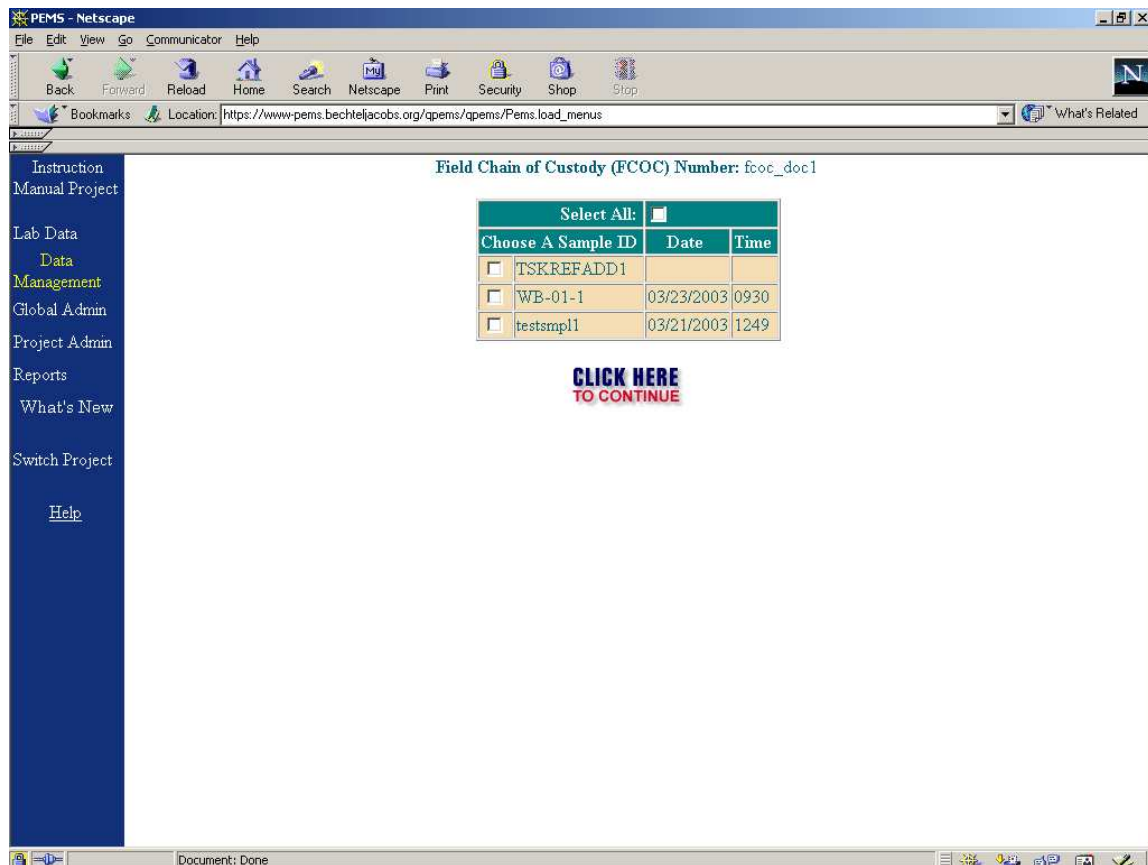 PEMS - Netscape
File Edit View Go Communicator Help
Back Forward Reload Home Search Netscape Print Security Shop Stop
My
N
Bookmarks Location: https://www-pems.bechteljacobs.org/qpems/qpems/Pems.load_menus What's Related
Instruction
Manual Project
Lab Data
Data
Management
Global Admin
Project Admin
Reports
What's New
Switch Project
Help
Field Chain of Custody (FCOC) Number: fcoc_doc1
Select All:
Choose A Sample ID Date Time
TSKREFADD1
WB-01-1 03/23/2003 0930
testsmpl1 03/21/2003 1249
CLICK HERE
TO CONTINUE
Document: Done